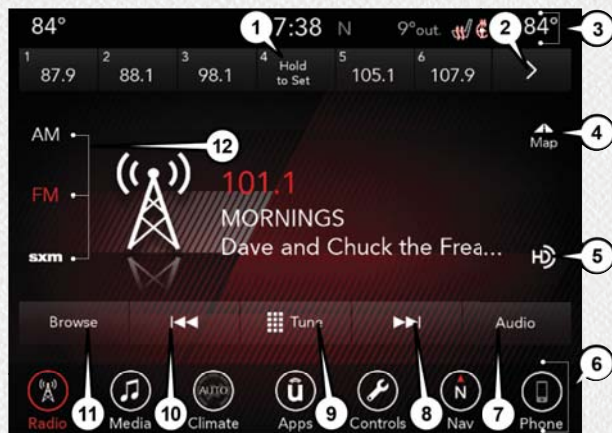 1 2 3
84° 7:38 N 9°out. 84°
1 87.9 2 88.1 3 98.1 4 Hold to Set 5 105.1 6 107.9 >
AM 12 Map 4
FM 101.1
MORNINGS
sxm Dave and Chuck the Frea... HD 5
Browse Tune Audio
6
11 10 9 8 7
Radio Media Climate Apps Controls Nav Phone
AUTO û N